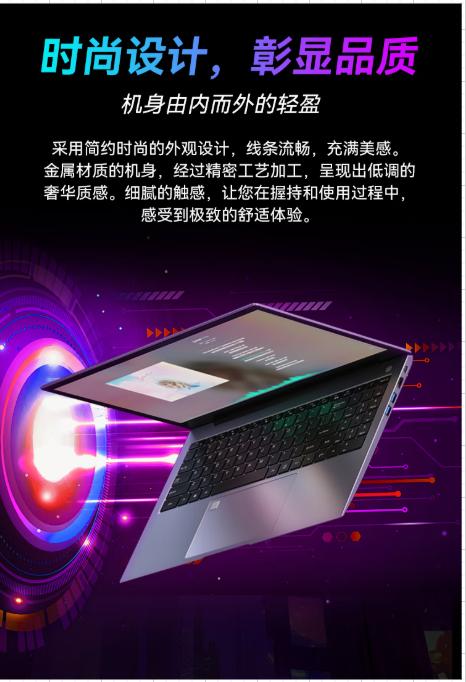 时尚设计，彰显品质
机身由内而外的轻盈
采用简约时尚的外观设计，线条流畅，充满美感。
金属材质的机身，经过精密工艺加工，呈现出低调的
奢华质感。细腻的触感，让您在握持和使用过程中，
感受到极致的舒适体验。